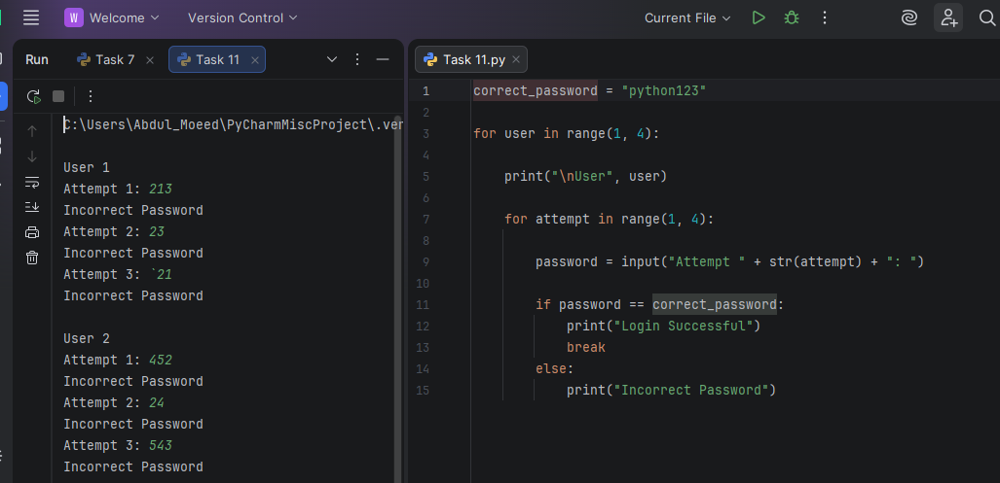 W Welcome Version Control Current File
Run Task 7 Task 11
C:\Users\Abdul_Moeed\PyCharmMiscProject\.ver
User 1
Attempt 1: 213
Incorrect Password
Attempt 2: 23
Incorrect Password
Attempt 3: `21
Incorrect Password
User 2
Attempt 1: 452
Incorrect Password
Attempt 2: 24
Incorrect Password
Attempt 3: 543
Incorrect Password
Task 11.py
1 correct_password = "python123"
2
3 for user in range(1, 4):
4
5 print("\nUser", user)
6
7 for attempt in range(1, 4):
8
9 password = input("Attempt " + str(attempt) + ": ")
10
11 if password == correct_password:
12 print("Login Successful")
13 break
14 else:
15 print("Incorrect Password")